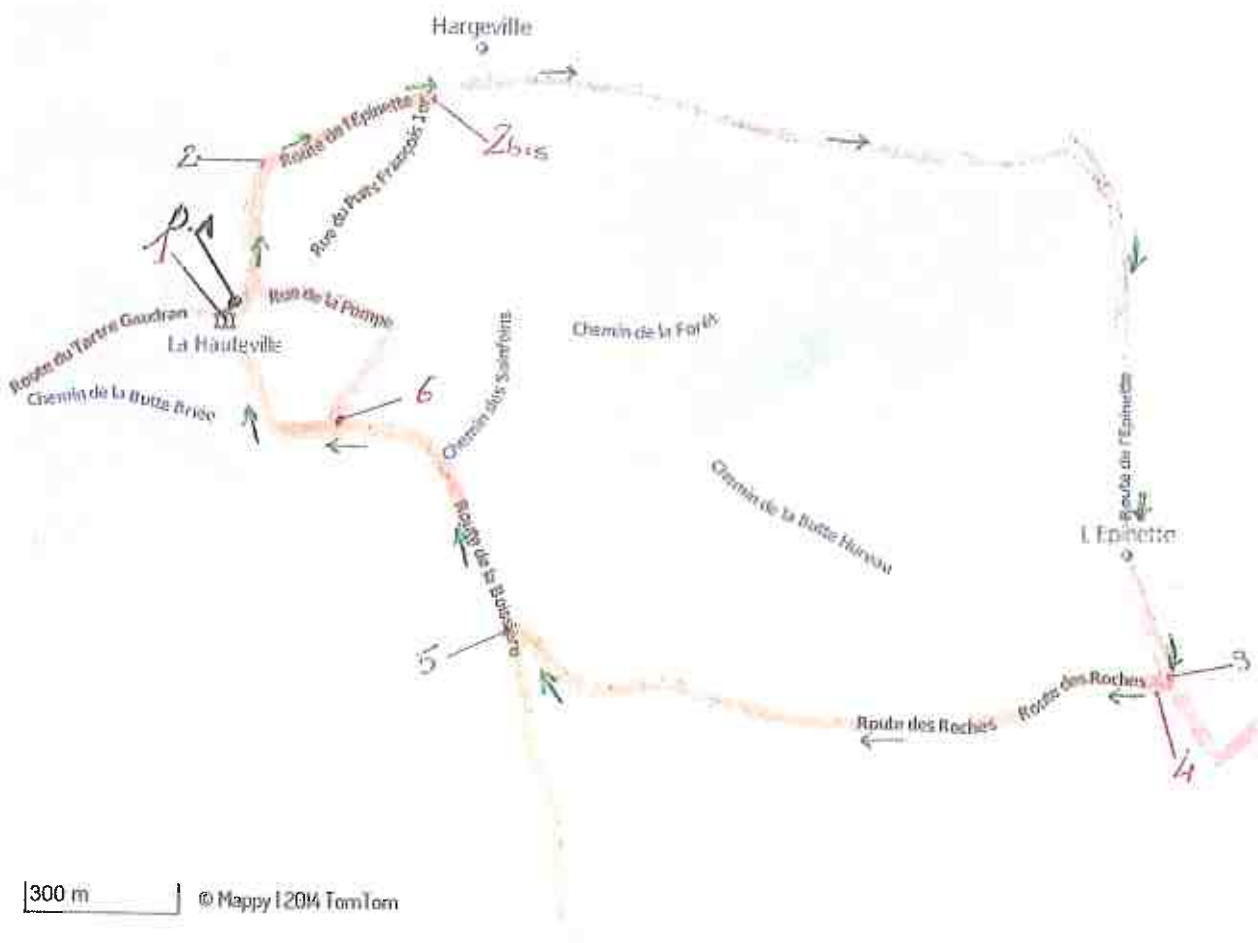 Hargeville
Route de l'Epinette
2
2bis
Rue du Puits François 1er
1
Rue de la Pompe
Route du Tartre Gaudran
La Hauteville
Chemin de la Forêt
Chemin de la Butte Briée
6
Chemin des Sainfoins
Route de l'Epinette
Chemin de la Butte Hureau
Route de la Boissière
L'Epinette
5
3
Route des Roches
Route des Roches
4
300 m
© Mappy | 2014 TomTom